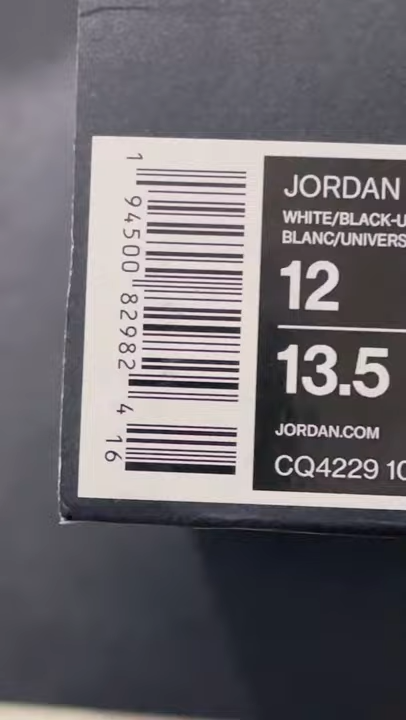 1 94500 82982 4 16
JORDAN
WHITE/BLACK-U
BLANC/UNIVERS
12
13.5
JORDAN.COM
CQ4229 10